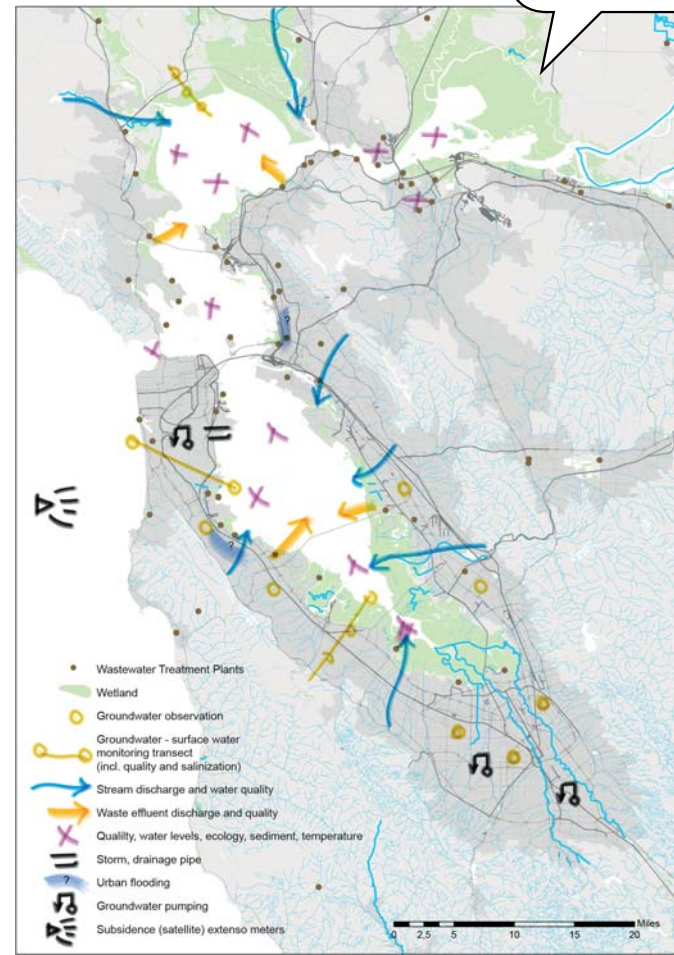 ?
?
Wastewater Treatment Plants
Wetland
Groundwater observation
Groundwater - surface water
monitoring transect
(incl. quality and salinization)
Stream discharge and water quality
Waste effluent discharge and quality
Qualilty, water levels, ecology, sediment, temperature
Storm, drainage pipe
?
Urban flooding
Groundwater pumping
Subsidence (satellite) extenso meters
Miles
0 2,5 5 10 15 20